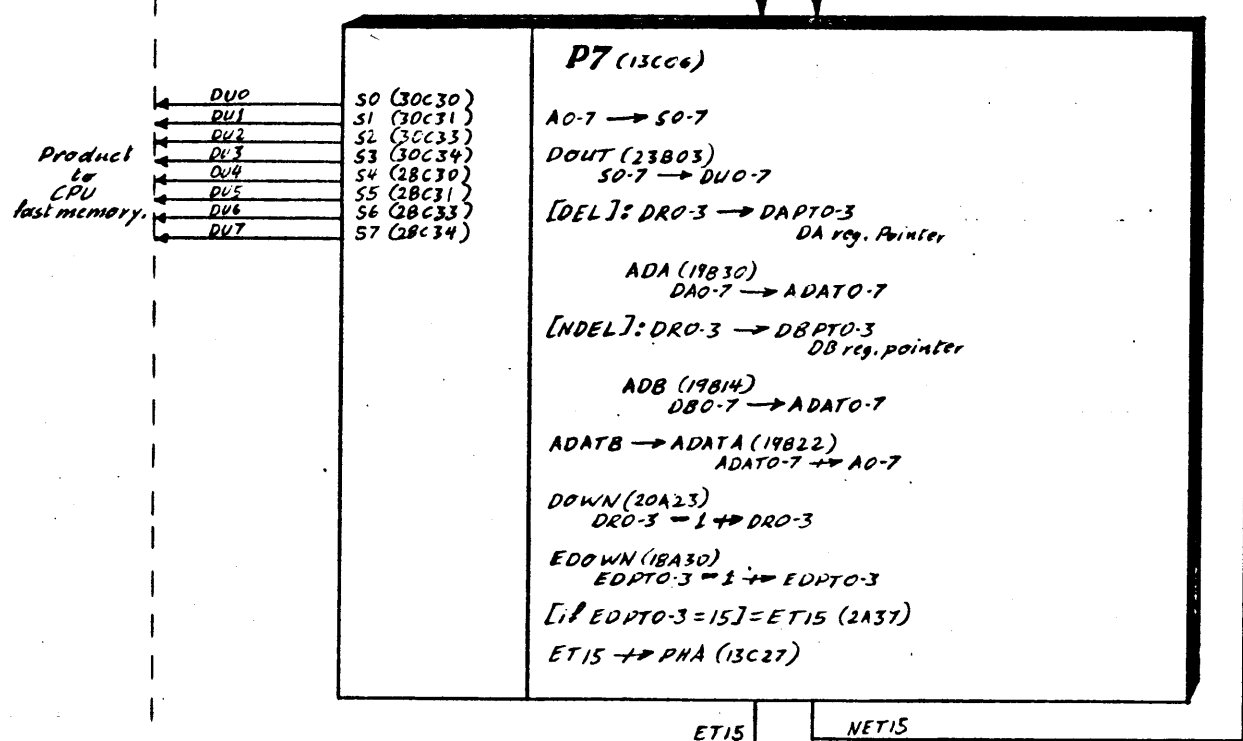 P7 (13C06)
DU0 S0 (30C30)
DU1 S1 (30C31)
DU2 S2 (30C33)
DU3 S3 (30C34)
DU4 S4 (28C30)
DU5 S5 (28C31)
DU6 S6 (28C33)
DU7 S7 (28C34)
Product
to
CPU
fast memory.
A0-7 → S0-7
DOUT (23B03)
S0-7 → DU0-7
[DEL]: DR0-3 → DAPT0-3
DA reg. Pointer
ADA (19B30)
DA0-7 → ADAT0-7
[NDEL]: DR0-3 → DBPT0-3
DB reg. pointer
ADB (19B14)
DB0-7 → ADAT0-7
ADATB → ADATA (19B22)
ADAT0-7 +→ A0-7
DOWN (20A23)
DR0-3 - 1 +→ DR0-3
EDOWN (18A30)
EDPT0-3 - 1 +→ EDPT0-3
[if EDPT0-3 = 15] = ET15 (2A37)
ET15 +→ PHA (13C27)
ET15 NET15